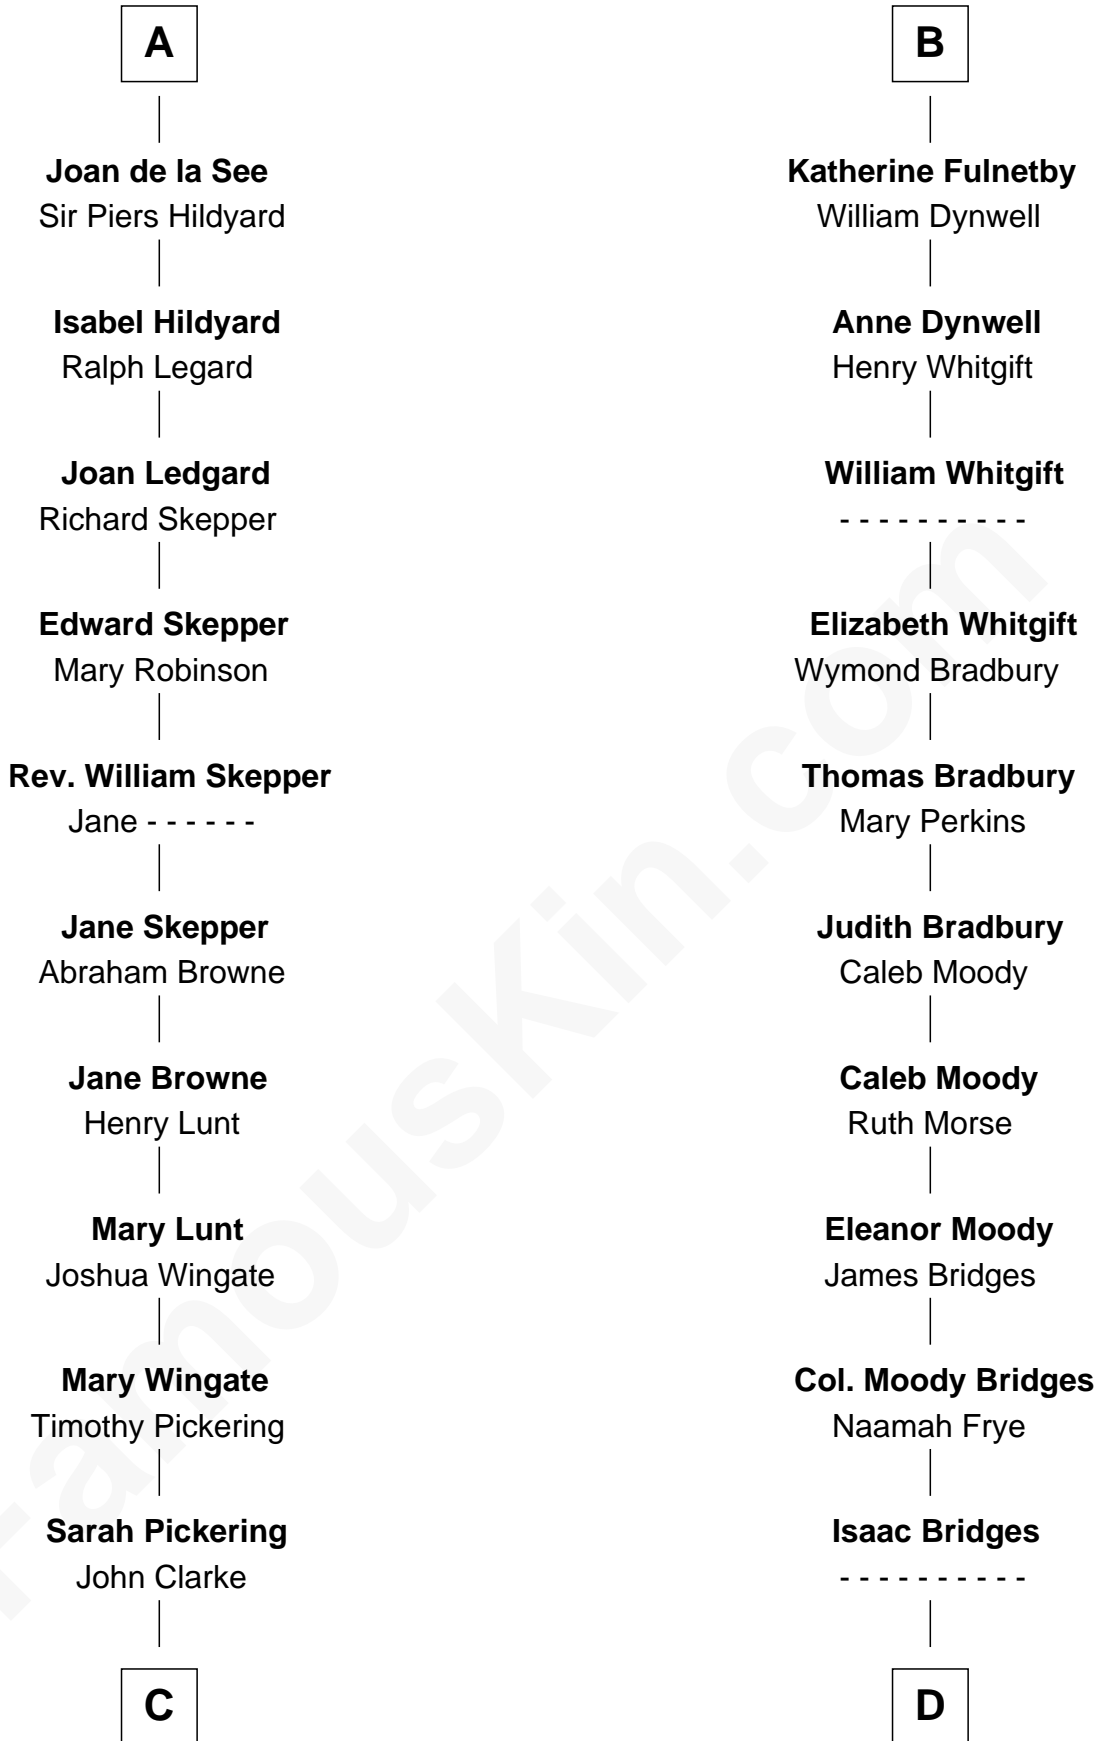 A
Joan de la See
Sir Piers Hildyard
Isabel Hildyard
Ralph Legard
Joan Ledgard
Richard Skepper
Edward Skepper
Mary Robinson
Rev. William Skepper
Jane - - - - - -
Jane Skepper
Abraham Browne
Jane Browne
Henry Lunt
Mary Lunt
Joshua Wingate
Mary Wingate
Timothy Pickering
Sarah Pickering
John Clarke
C
B
Katherine Fulnetby
William Dynwell
Anne Dynwell
Henry Whitgift
William Whitgift
- - - - - - - - - -
Elizabeth Whitgift
Wymond Bradbury
Thomas Bradbury
Mary Perkins
Judith Bradbury
Caleb Moody
Caleb Moody
Ruth Morse
Eleanor Moody
James Bridges
Col. Moody Bridges
Naamah Frye
Isaac Bridges
- - - - - - - - - -
D
FamousKin.com